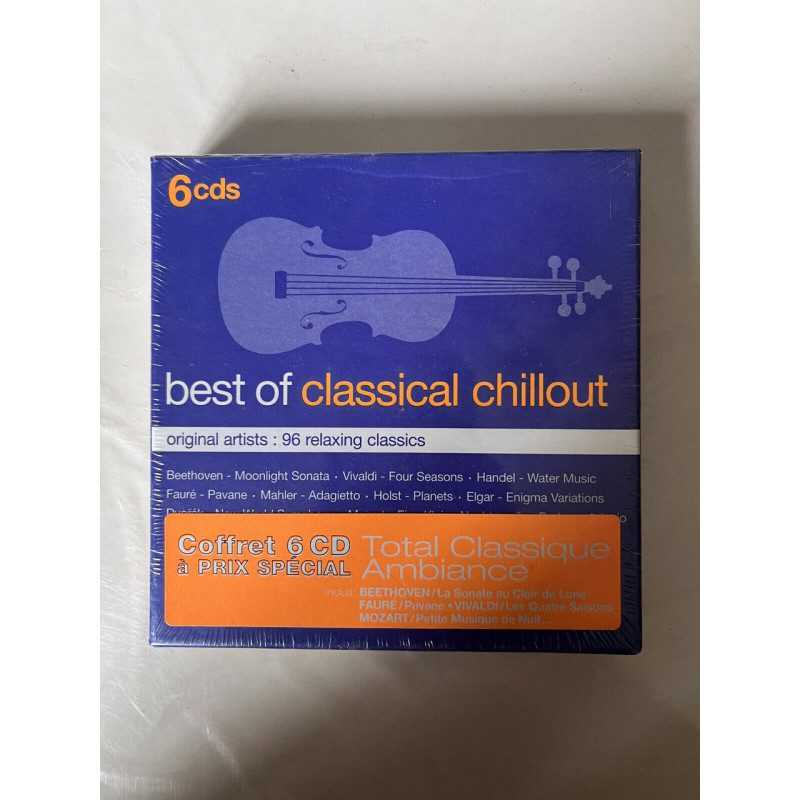 6cds
best of classical chillout
original artists : 96 relaxing classics
Beethoven - Moonlight Sonata · Vivaldi - Four Seasons · Handel - Water Music
Fauré - Pavane · Mahler - Adagietto · Holst - Planets · Elgar - Enigma Variations
Coffret 6 CD
à PRIX SPÉCIAL
Total Classique
Ambiance
inclus: BEETHOVEN/La Sonate au Clair de Lune
FAURÉ/Pavane •VIVALDI/Les Quatre Saisons
MOZART/Petite Musique de Nuit...